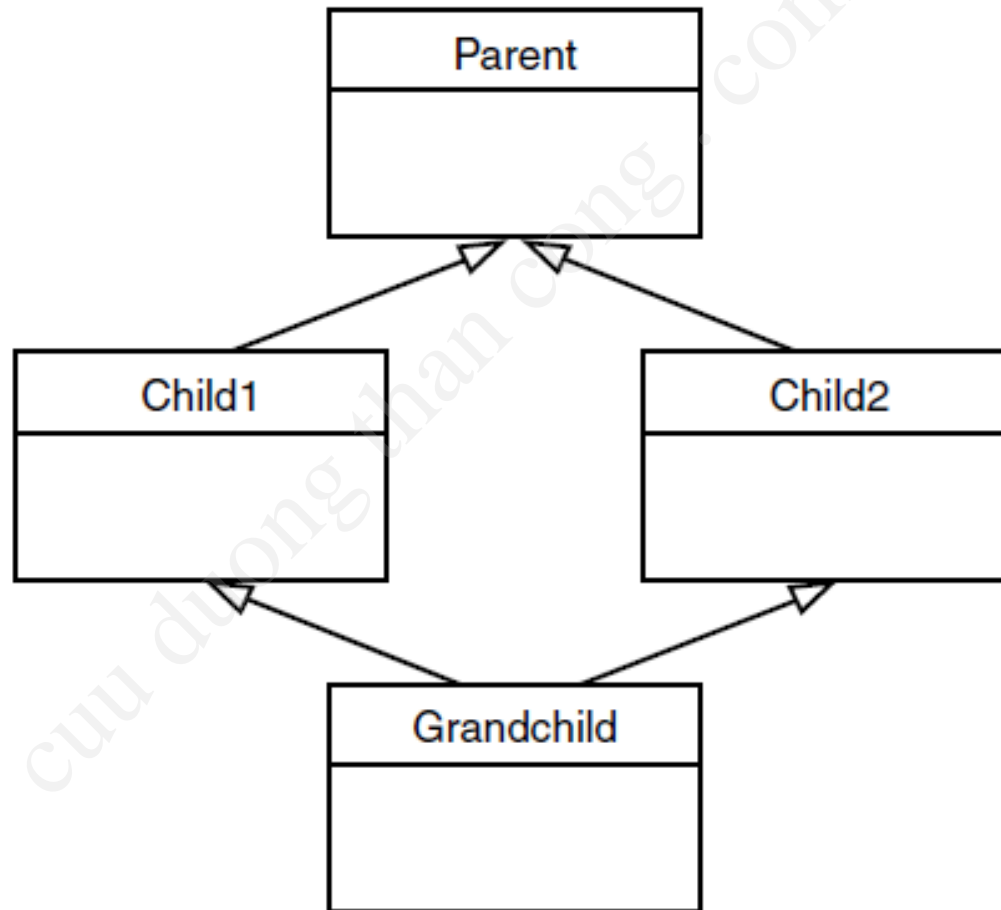 Parent
Child1
Child2
Grandchild
cuu duong than cong . com